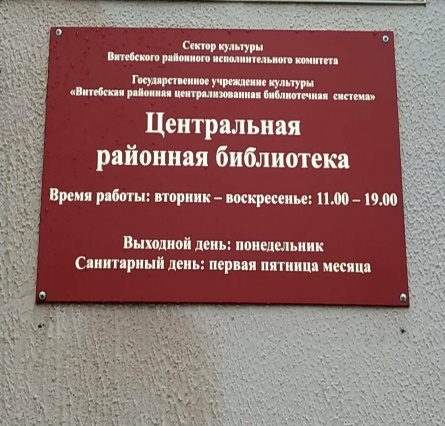 Сектор культуры
Витебского районного исполнительного комитета
Государственное учреждение культуры
«Витебская районная централизованная библиотечная система»
Центральная
районная библиотека
Время работы: вторник – воскресенье: 11.00 – 19.00
Выходной день: понедельник
Санитарный день: первая пятница месяца